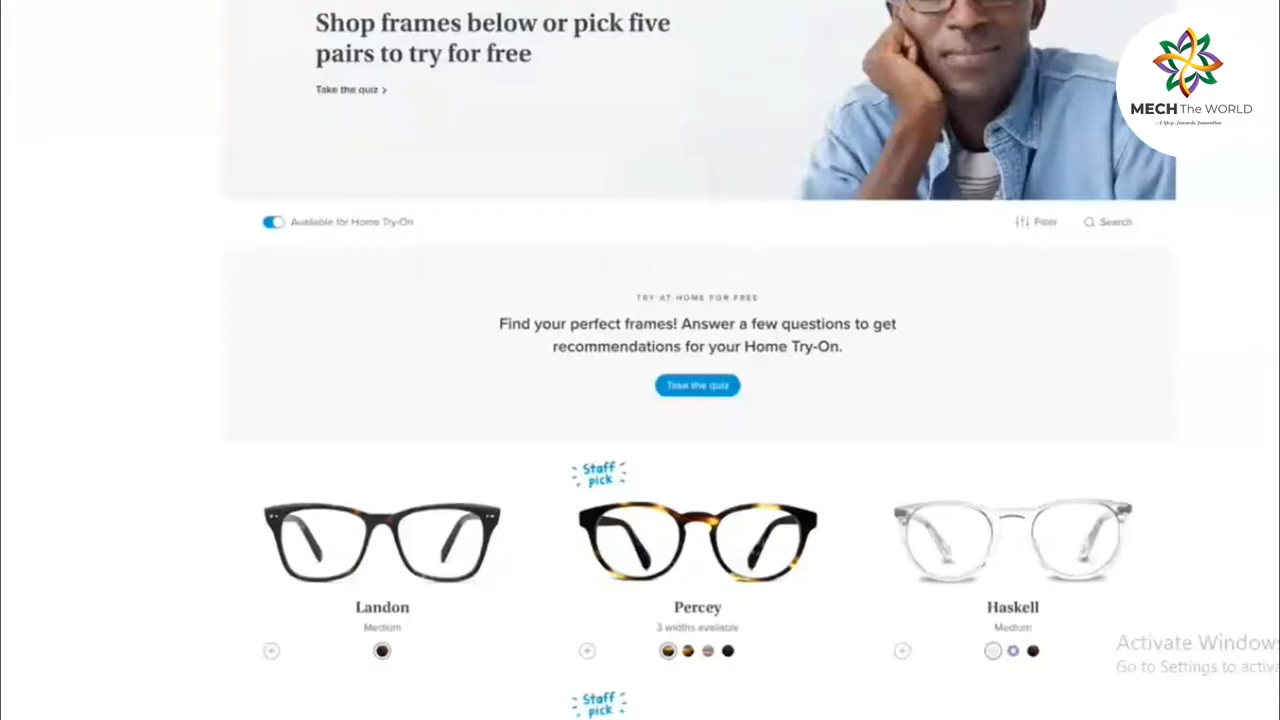 Shop frames below or pick five
pairs to try for free
Take the quiz >
MECH The WORLD
Available for Home Try-On
Filter
Search
TRY AT HOME FOR FREE
Find your perfect frames! Answer a few questions to get
recommendations for your Home Try-On.
Take the quiz
Staff
pick
Landon
Percey
Haskell
Medium
3 widths available
Medium
Activate Windows
Go to Settings to activa
Staff
pick